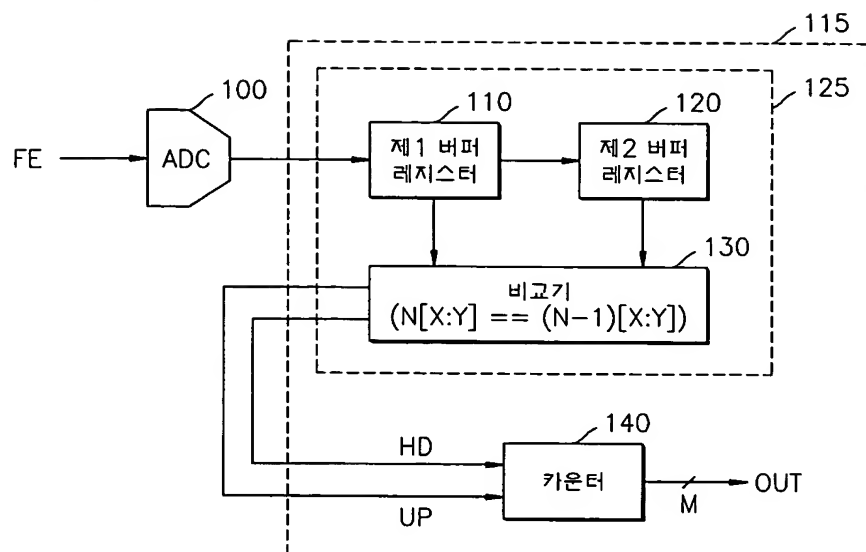 115
125
100
110
120
FE
ADC
제1 버퍼
레지스터
제2 버퍼
레지스터
130
비교기
(N[X:Y] == (N-1)[X:Y])
140
HD
카운터
OUT
M
UP